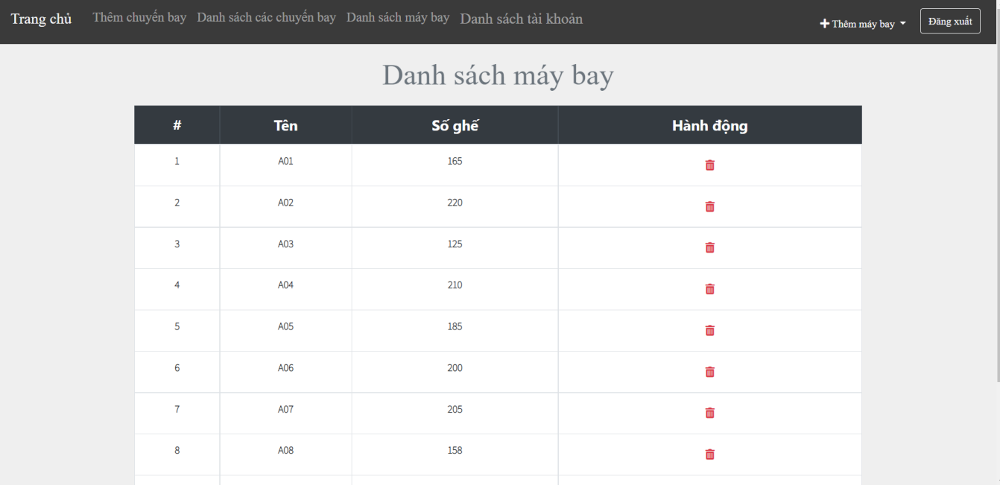 Trang chủ Thêm chuyến bay Danh sách các chuyến bay Danh sách máy bay Danh sách tài khoản Thêm máy bay Đăng xuất
Danh sách máy bay
# Tên Số ghế Hành động
1 A01 165
2 A02 220
3 A03 125
4 A04 210
5 A05 185
6 A06 200
7 A07 205
8 A08 158